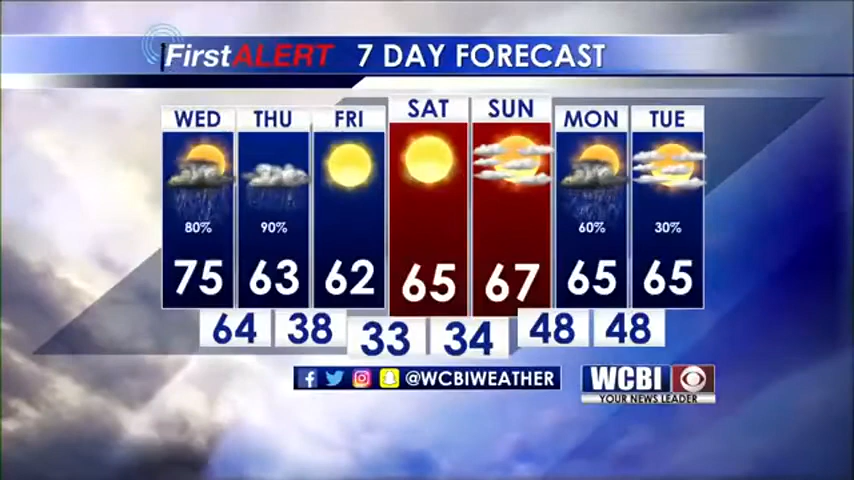 FirstALERT 7 DAY FORECAST
WED THU FRI SAT SUN MON TUE
80% 90% 60% 30%
75 63 62 65 67 65 65
64 38 33 34 48 48
@WCBIWEATHER
WCBI
YOUR NEWS LEADER